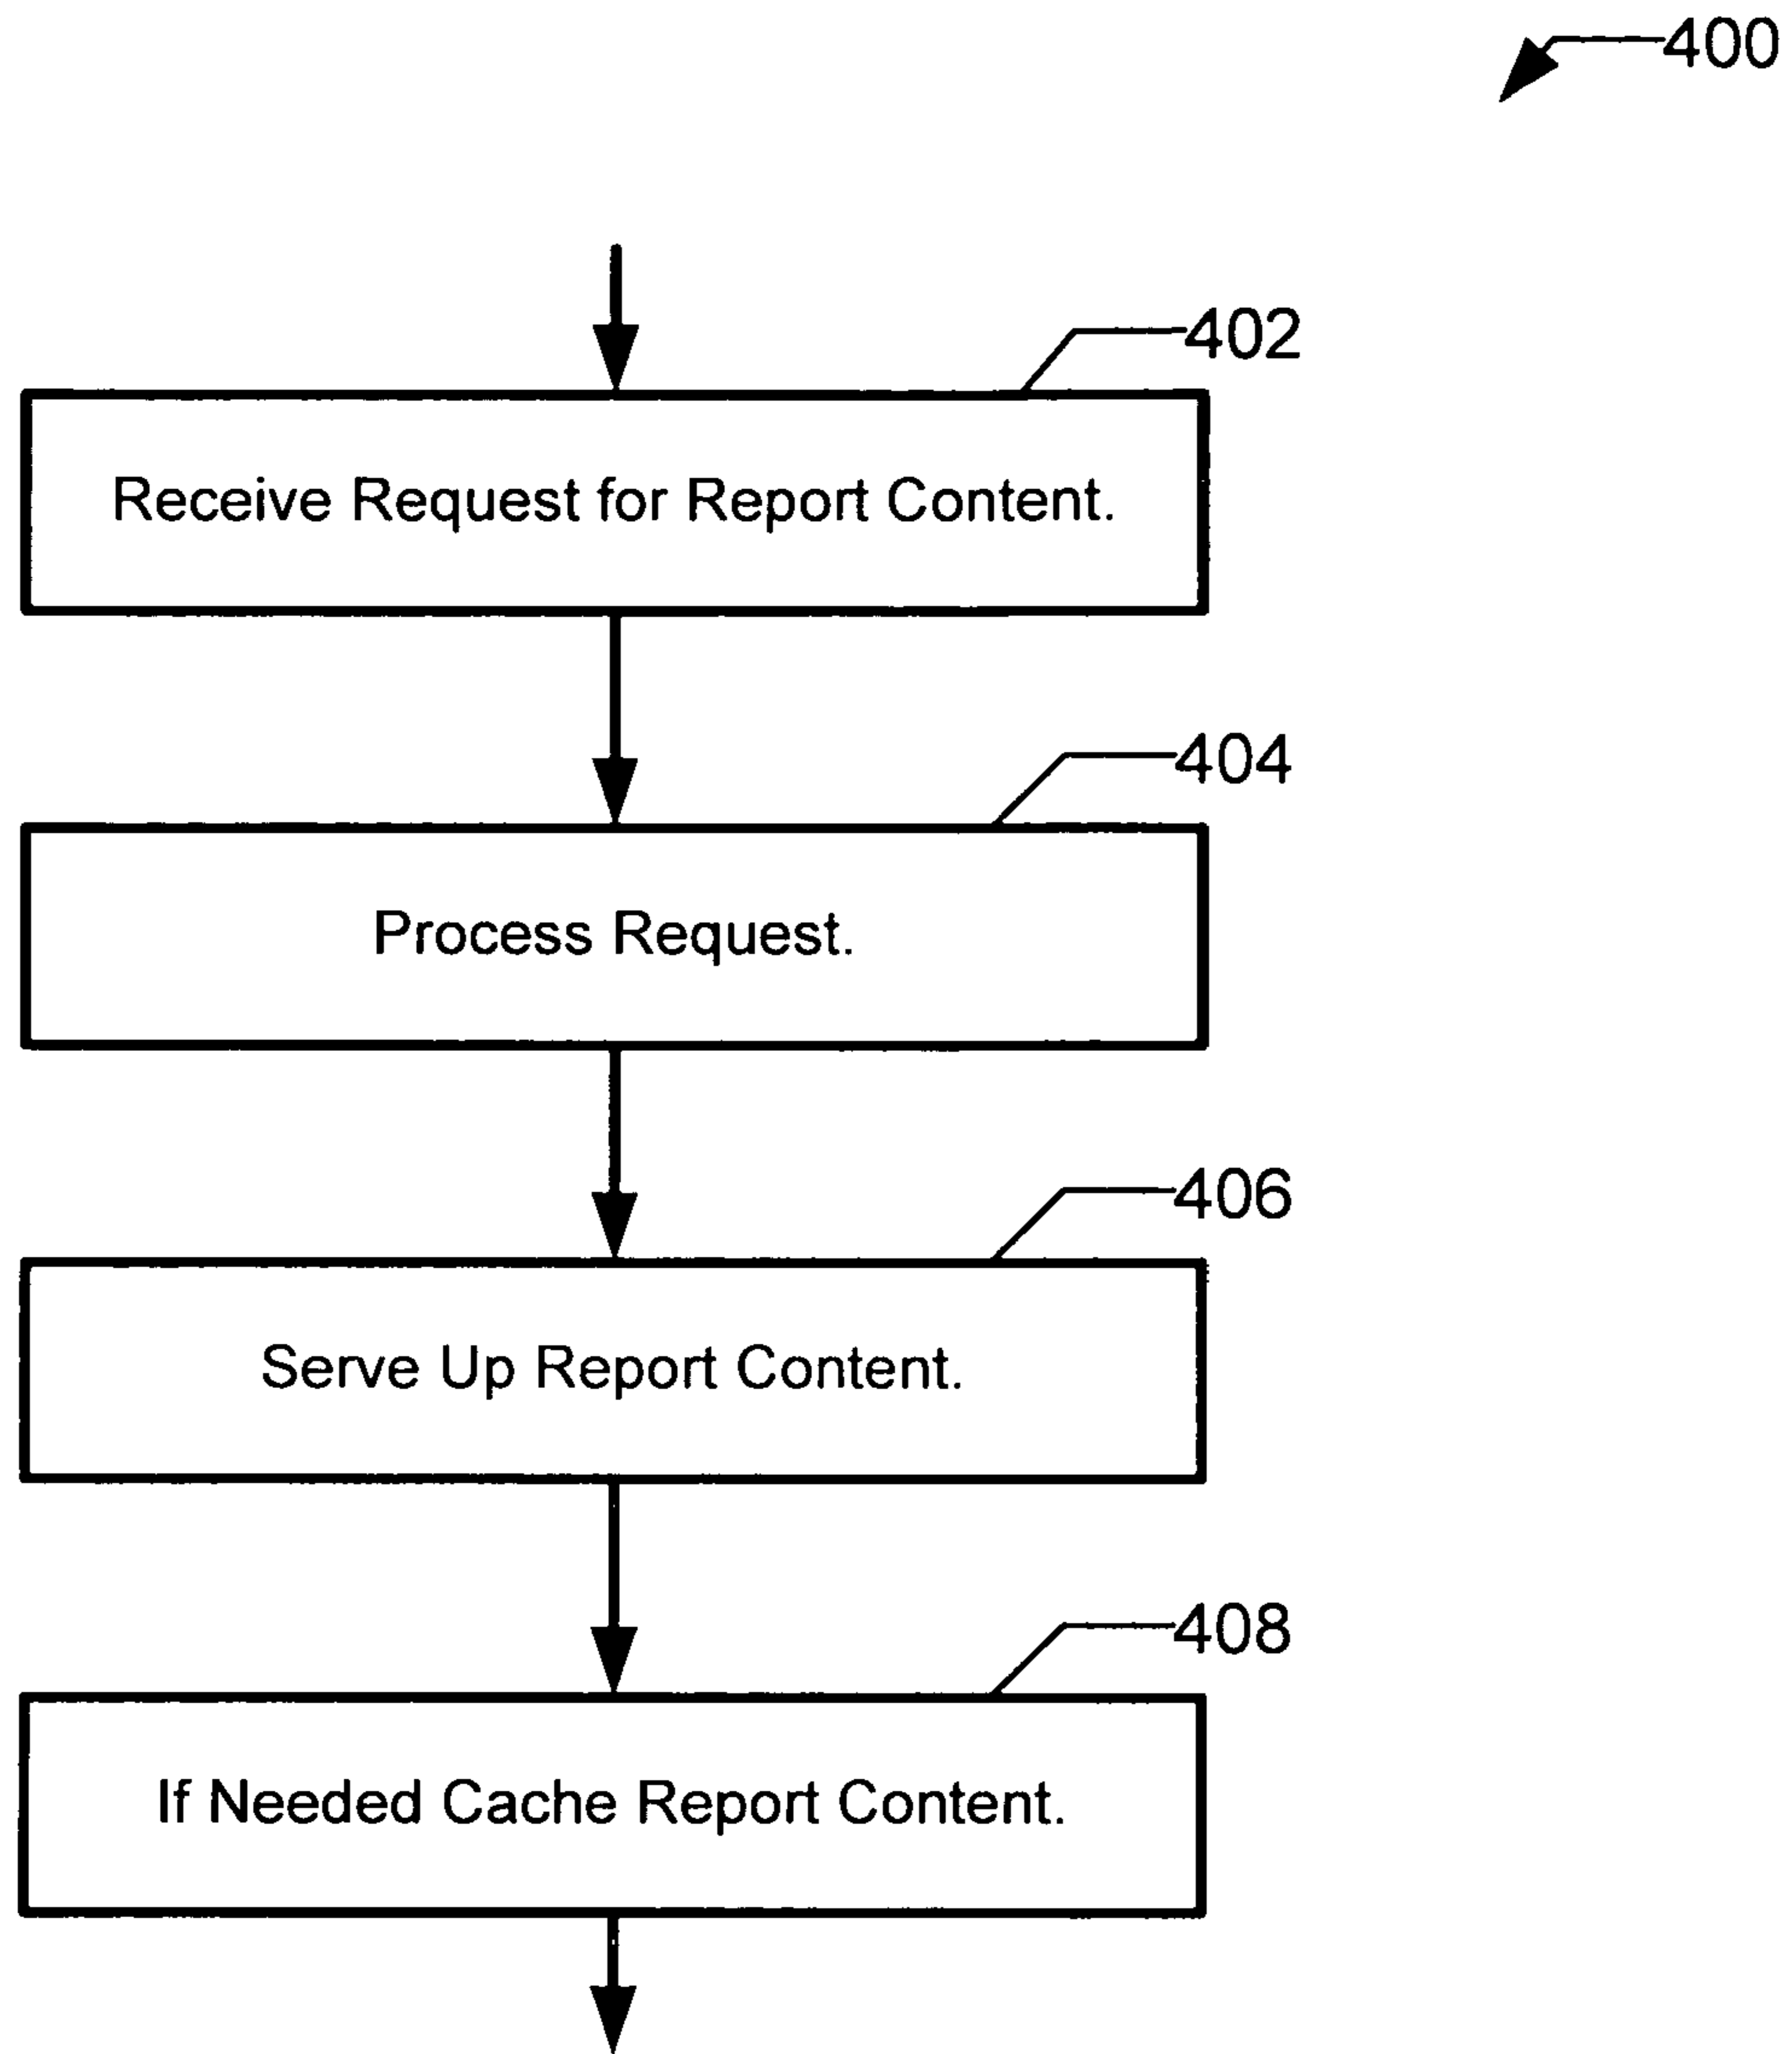 400
402
Receive Request for Report Content.
404
Process Request.
406
Serve Up Report Content.
408
If Needed Cache Report Content.